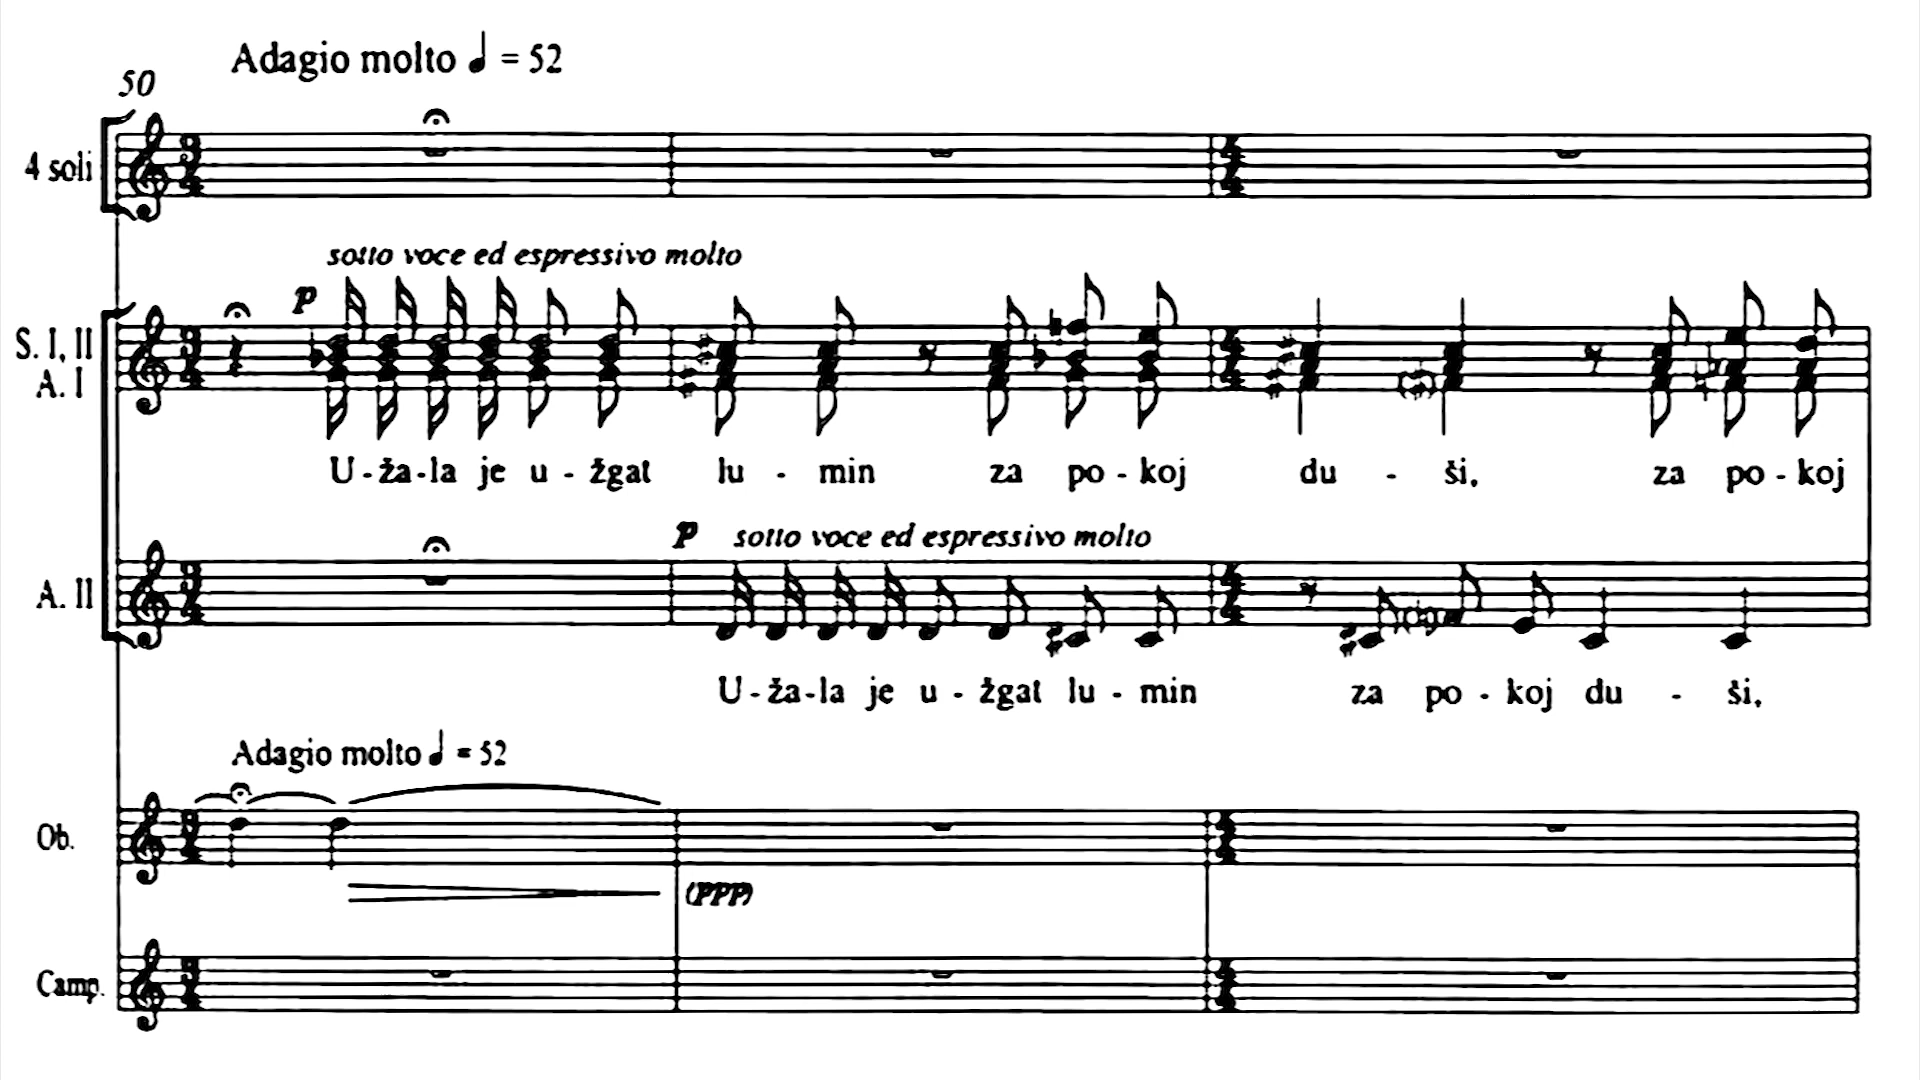 50
Adagio molto ♩ = 52
4 soli
sotto voce ed espressivo molto
p
S. I, II
A. I
U-ža-la je u-žgat lu-min za po-koj du-ši, za po-koj
p sotto voce ed espressivo molto
A. II
U-ža-la je u-žgat lu-min za po-koj du-ši,
Adagio molto ♩ = 52
Ob.
(ppp)
Camp.